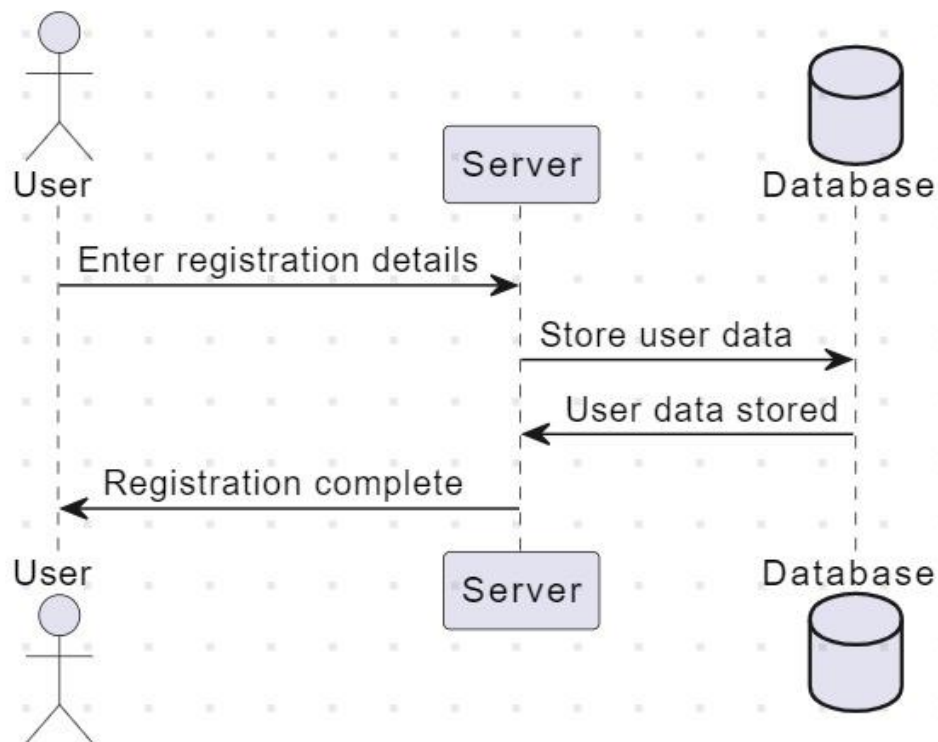 User
Server
Database
Enter registration details
Store user data
User data stored
Registration complete
User
Server
Database